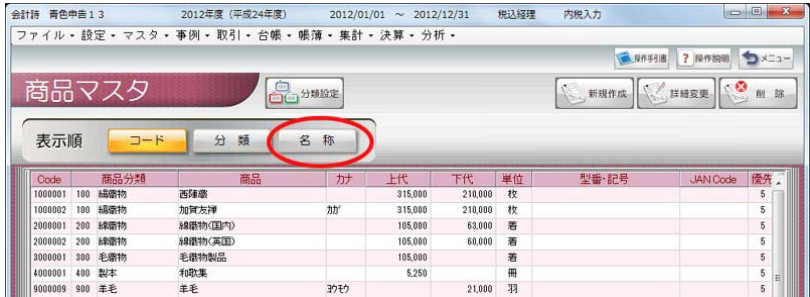 会計詩 青色申告13 2012年度(平成24年度) 2012/01/01 ～ 2012/12/31 税込経理 内税入力
ファイル・設定・マスタ・事例・取引・台帳・帳簿・集計・決算・分析・
操作手引書 ? 操作説明 メニュー
商品マスタ 分類設定 新規作成 詳細変更 削 除
表示順 コード 分 類 名 称
Code 商品分類 商品 カナ 上代 下代 単位 型番・記号 JAN Code 優先
1000001 100 絹織物 西陣織 315,000 210,000 枚 5
1000002 100 絹織物 加賀友禅 カガ 315,000 210,000 枚 5
2000001 200 綿織物 綿織物(国内) 105,000 63,000 着 5
2000002 200 綿織物 綿織物(英国) 105,000 60,000 着 5
3000001 300 毛織物 毛織物製品 105,000 着 5
4000001 400 製本 和歌集 5,250 冊 5
9000009 900 羊毛 羊毛 ヨウモウ 21,000 羽 5